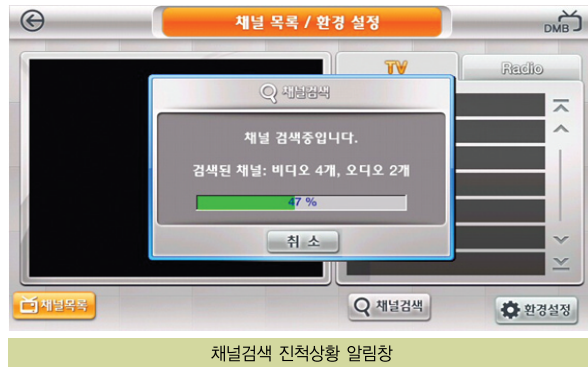 채널 목록 / 환경 설정
DMB
TV
Radio
채널검색
채널 검색중입니다.
검색된 채널: 비디오 4개, 오디오 2개
47 %
취 소
채널목록
채널검색
환경설정
채널검색 진척상황 알림창